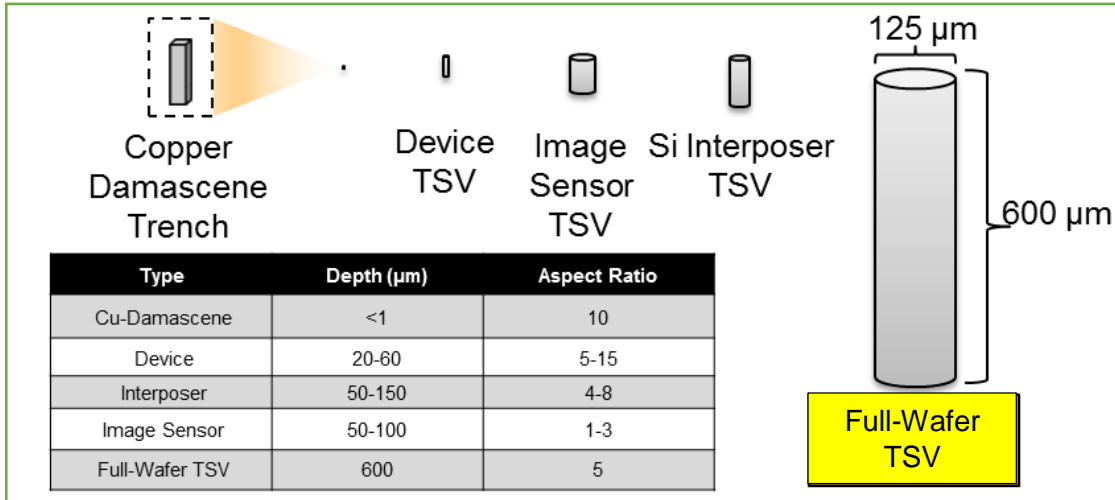 125 µm
Copper
Damascene
Trench
Device
TSV
Image
Sensor
TSV
Si Interposer
TSV
600 µm
Type Depth (µm) Aspect Ratio
Cu-Damascene <1 10
Device 20-60 5-15
Interposer 50-150 4-8
Image Sensor 50-100 1-3
Full-Wafer TSV 600 5
Full-Wafer
TSV